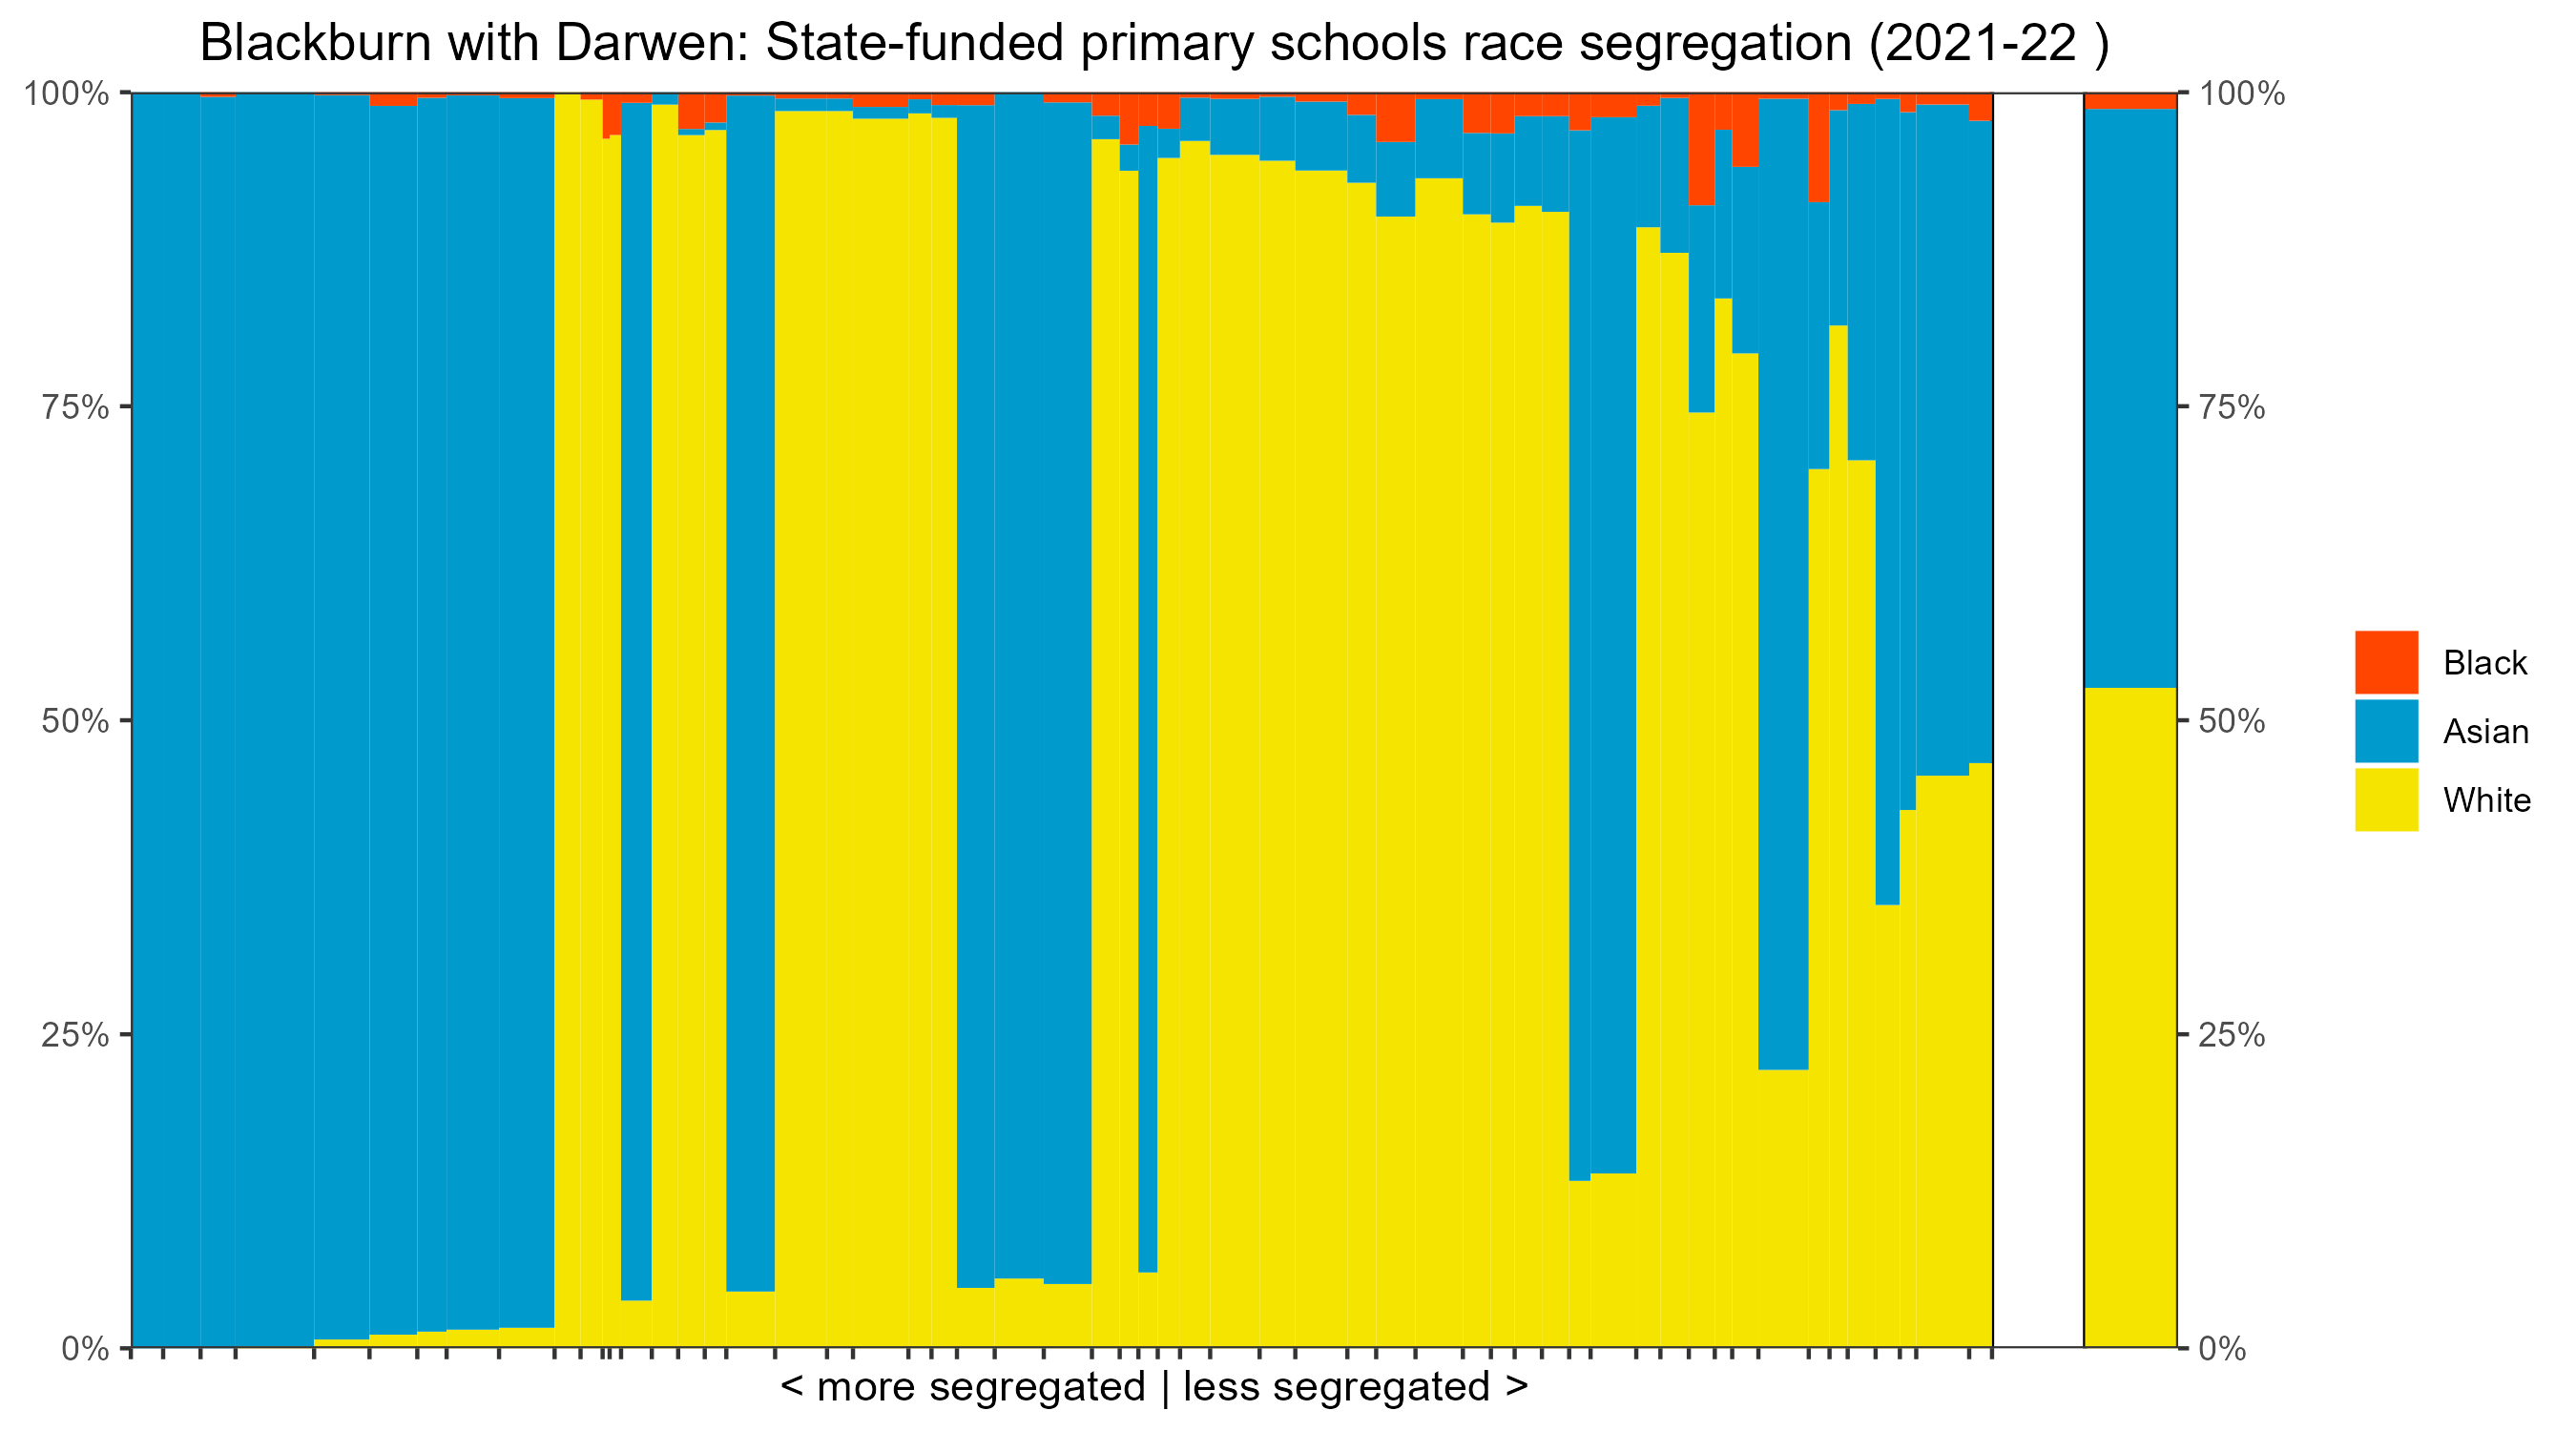 Blackburn with Darwen: State-funded primary schools race segregation (2021-22 )
100%
75%
50%
25%
0%
100%
75%
50%
25%
0%
Black
Asian
White
< more segregated | less segregated >